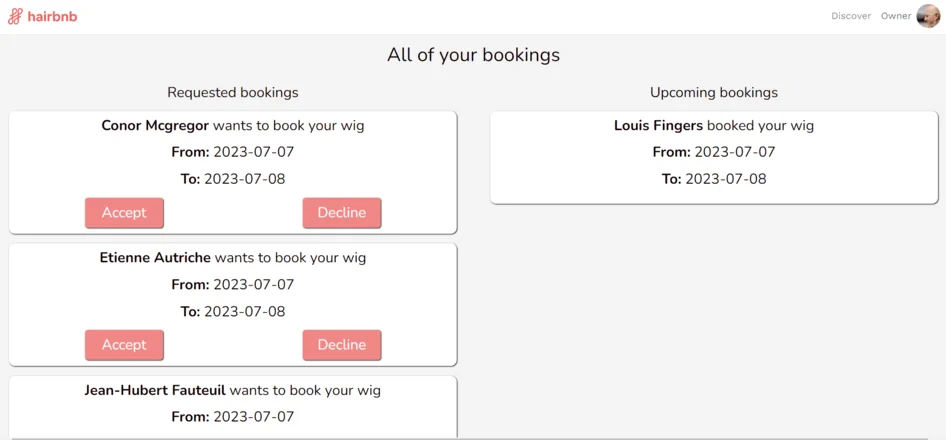 hairbnb
Discover Owner
All of your bookings
Requested bookings
Conor Mcgregor wants to book your wig
From: 2023-07-07
To: 2023-07-08
Accept Decline
Etienne Autriche wants to book your wig
From: 2023-07-07
To: 2023-07-08
Accept Decline
Jean-Hubert Fauteuil wants to book your wig
From: 2023-07-07
Upcoming bookings
Louis Fingers booked your wig
From: 2023-07-07
To: 2023-07-08